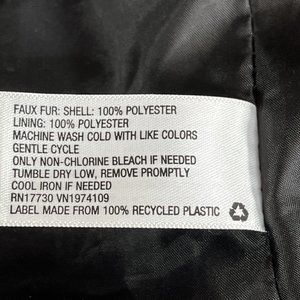 FAUX FUR: SHELL: 100% POLYESTER
LINING: 100% POLYESTER
MACHINE WASH COLD WITH LIKE COLORS
GENTLE CYCLE
ONLY NON-CHLORINE BLEACH IF NEEDED
TUMBLE DRY LOW, REMOVE PROMPTLY
COOL IRON IF NEEDED
RN17730 VN1974109
LABEL MADE FROM 100% RECYCLED PLASTIC